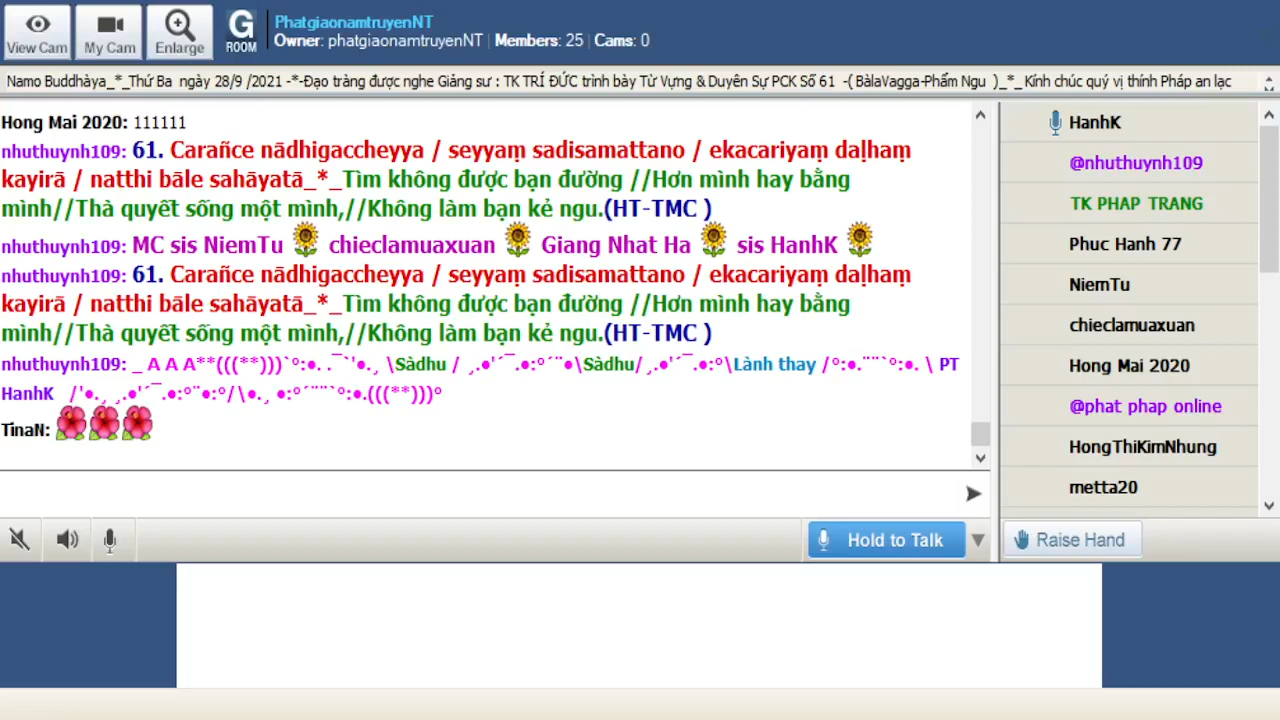 View Cam
My Cam
Enlarge
G
ROOM
PhatgiaonamtruyenNT
Owner: phatgiaonamtruyenNT | Members: 25 | Cams: 0
Namo Buddhàya_*_Thứ Ba ngày 28/9 /2021 -*-Đạo tràng được nghe Giảng sư : TK TRÍ ĐỨC trình bày Từ Vựng & Duyên Sự PCK Số 61 -( BàlaVagga-Phẩm Ngu )_*_ Kính chúc quý vị thính Pháp an lạc
Hong Mai 2020: 111111
nhuthuynh109: 61. Carañce nādhigaccheyya / seyyaṃ sadisamattano / ekacariyaṃ daḷhaṃ
kayirā / natthi bāle sahāyatā_*_Tìm không được bạn đường //Hơn mình hay bằng
mình//Thà quyết sống một mình,//Không làm bạn kẻ ngu.(HT-TMC )
nhuthuynh109: MC sis NiemTu 🌻 chieclamuaxuan 🌻 Giang Nhat Ha 🌻 sis HanhK 🌻
nhuthuynh109: 61. Carañce nādhigaccheyya / seyyaṃ sadisamattano / ekacariyaṃ daḷhaṃ
kayirā / natthi bāle sahāyatā_*_Tìm không được bạn đường //Hơn mình hay bằng
mình//Thà quyết sống một mình,//Không làm bạn kẻ ngu.(HT-TMC )
nhuthuynh109: _ A A A**(((**)))`º:•. .¯`'•.¸ \Sàdhu / ¸.•'´¯.•:º´¨•\Sàdhu/¸.•'´¯.•:º\Lành thay /º:•.¨¨`º:•. \ PT
HanhK /'•.¸ ¸.•'´¯.•:º¨•:º/\•.¸ •:º´¨¨`º:•.(((**)))º
TinaN: 🌺🌺🌺
HanhK
@nhuthuynh109
TK PHAP TRANG
Phuc Hanh 77
NiemTu
chieclamuaxuan
Hong Mai 2020
@phat phap online
HongThiKimNhung
metta20
Hold to Talk
Raise Hand